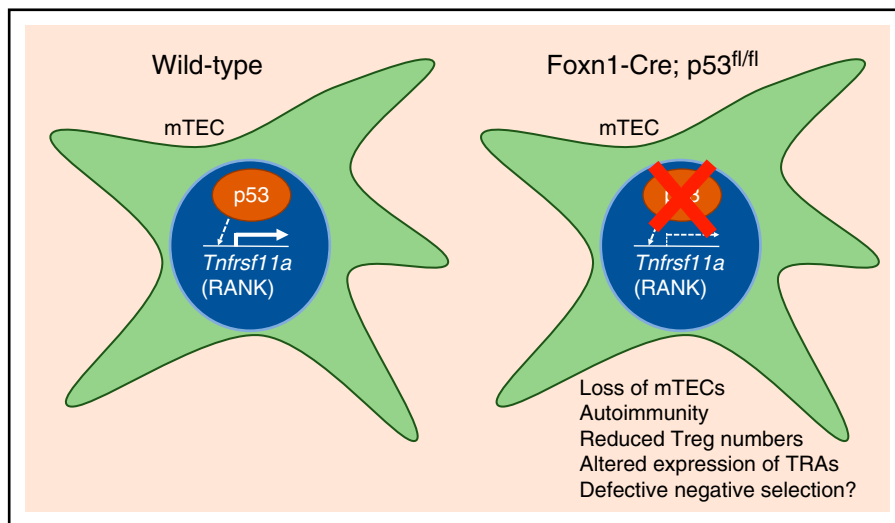 Wild-type
mTEC
p53
Tnfrsf11a
(RANK)
Foxn1-Cre; p53fl/fl
mTEC
p53
Tnfrsf11a
(RANK)
Loss of mTECs
Autoimmunity
Reduced Treg numbers
Altered expression of TRAs
Defective negative selection?